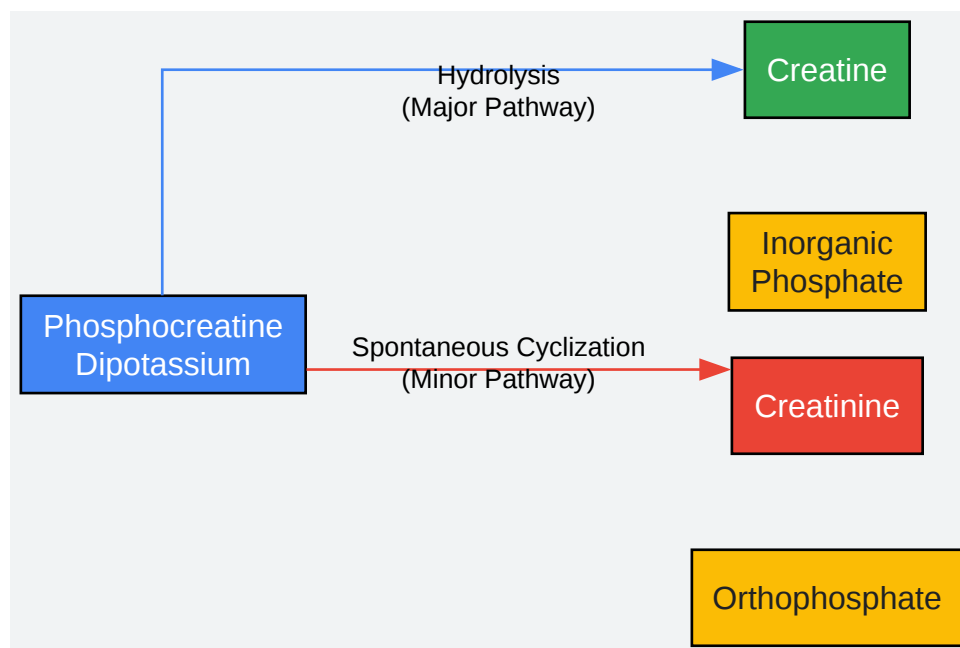 Hydrolysis
(Major Pathway)
Creatine
Inorganic
Phosphate
Phosphocreatine
Dipotassium
Spontaneous Cyclization
(Minor Pathway)
Creatinine
Orthophosphate